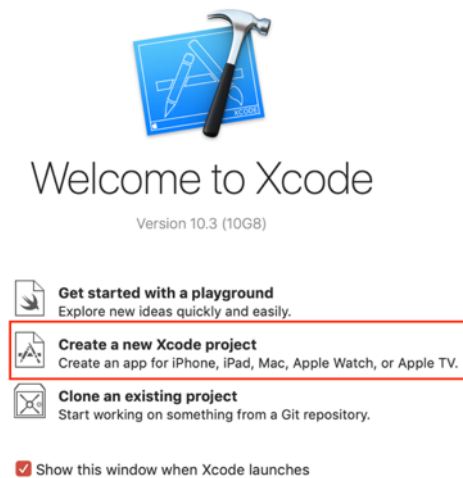 XCODE
Welcome to Xcode
Version 10.3 (10G8)
Get started with a playground
Explore new ideas quickly and easily.
Create a new Xcode project
Create an app for iPhone, iPad, Mac, Apple Watch, or Apple TV.
Clone an existing project
Start working on something from a Git repository.
Show this window when Xcode launches